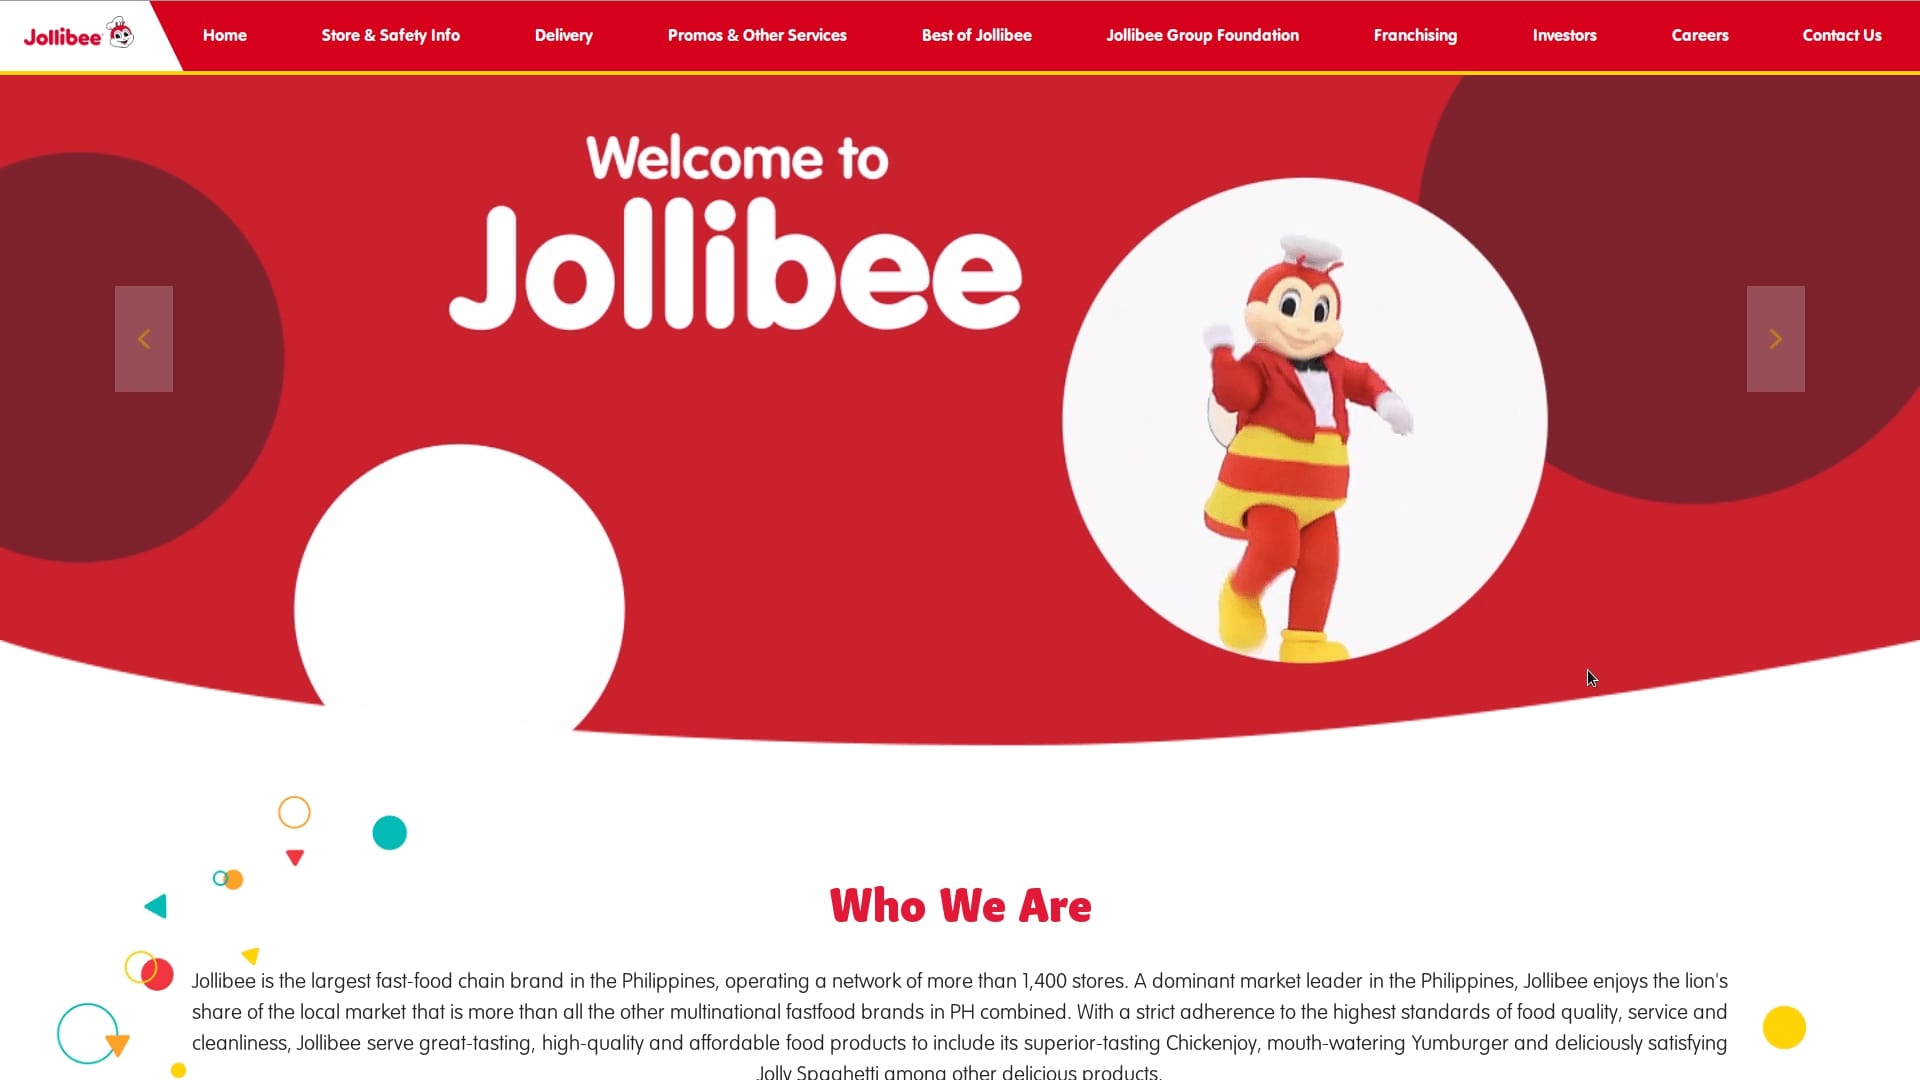 Jollibee
Home
Store & Safety Info
Delivery
Promos & Other Services
Best of Jollibee
Jollibee Group Foundation
Franchising
Investors
Careers
Contact Us
Welcome to
Jollibee
Who We Are
Jollibee is the largest fast-food chain brand in the Philippines, operating a network of more than 1,400 stores. A dominant market leader in the Philippines, Jollibee enjoys the lion's
share of the local market that is more than all the other multinational fastfood brands in PH combined. With a strict adherence to the highest standards of food quality, service and
cleanliness, Jollibee serve great-tasting, high-quality and affordable food products to include its superior-tasting Chickenjoy, mouth-watering Yumburger and deliciously satisfying
Jolly Spaghetti among other delicious products.